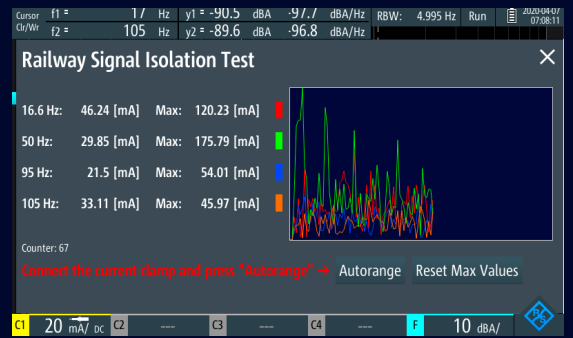 Cursor f1 = 17 Hz y1 = -90.5 dBA -97.7 dBA/Hz RBW: 4.995 Hz Run 2020-04-07
Clr/Wr f2 = 105 Hz y2 = -89.6 dBA -96.8 dBA/Hz 07:08:11
Railway Signal Isolation Test
16.6 Hz: 46.24 [mA] Max: 120.23 [mA]
50 Hz: 29.85 [mA] Max: 175.79 [mA]
95 Hz: 21.5 [mA] Max: 54.01 [mA]
105 Hz: 33.11 [mA] Max: 45.97 [mA]
Counter: 67
Connect the current clamp and press "Autorange" → Autorange Reset Max Values
C1 20 mA/ DC C2 --- C3 --- C4 --- F 10 dBA/ R&S